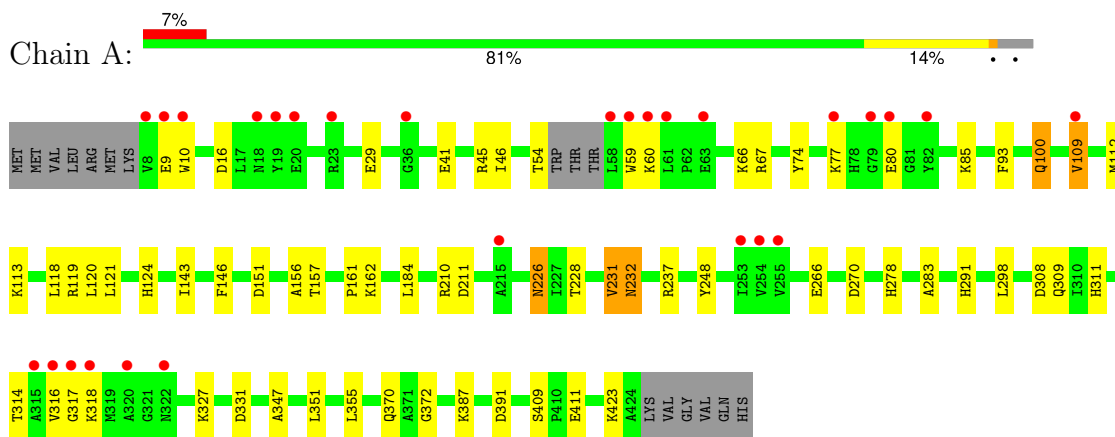 7%
Chain A:
81%
14%
MET MET VAL LEU ARG MET LYS V8 E9 W10 D16 L17 N18 Y19 E20 R23 E29 G36 E41 R45 I46 T54 TRP THR THR L58 W59 K60 L61 P62 E63 K66 R67 Y74 K77 H78 G79 E80 G81 Y82 K85 F93 Q100 V109 M112
K113 L118 R119 L120 L121 H124 I143 F146 D151 A156 T157 P161 K162 L184 R210 D211 A215 N226 I227 T228 V231 N232 R237 Y248 I253 V254 V255 E266 D270 H278 A283 H291 L298 D308 Q309 I310 H311
T314 A315 V316 G317 K318 M319 A320 G321 N322 K327 D331 A347 L351 L355 Q370 A371 G372 K387 D391 S409 P410 E411 K423 A424 LYS VAL GLY VAL GLN HIS